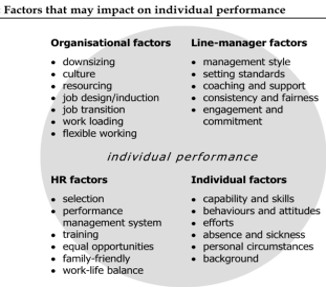 : Factors that may impact on individual performance
Organisational factors
• downsizing
• culture
• resourcing
• job design/induction
• job transition
• work loading
• flexible working
Line-manager factors
• management style
• setting standards
• coaching and support
• consistency and fairness
• engagement and
commitment
individual performance
HR factors
• selection
• performance
management system
• training
• equal opportunities
• family-friendly
• work-life balance
Individual factors
• capability and skills
• behaviours and attitudes
• efforts
• absence and sickness
• personal circumstances
• background